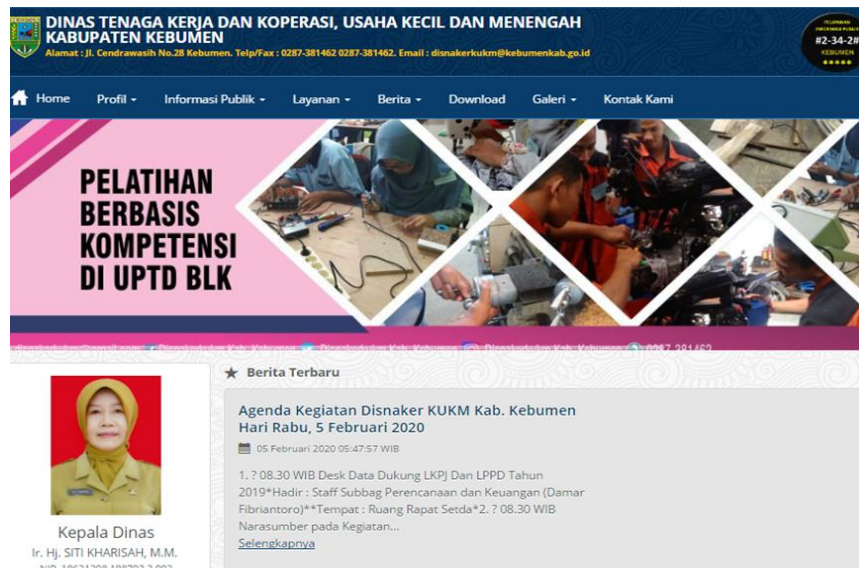 DINAS TENAGA KERJA DAN KOPERASI, USAHA KECIL DAN MENENGAH
KABUPATEN KEBUMEN
Alamat : Jl. Cendrawasih No.28 Kebumen. Telp/Fax : 0287-381462 0287-381462. Email : disnakerkukm@kebumenkab.go.id
PELAYANAN
INFORMASI PUBLIK
#2-34-2#
KEBUMEN
Home Profil Informasi Publik Layanan Berita Download Galeri Kontak Kami
PELATIHAN
BERBASIS
KOMPETENSI
DI UPTD BLK
Berita Terbaru
Agenda Kegiatan Disnaker KUKM Kab. Kebumen
Hari Rabu, 5 Februari 2020
05 Februari 2020 05:47:57 WIB
1. ? 08.30 WIB Desk Data Dukung LKPJ Dan LPPD Tahun
2019*Hadir : Staff Subbag Perencanaan dan Keuangan (Damar
Fibriantoro)**Tempat : Ruang Rapat Setda*2. ? 08.30 WIB
Narasumber pada Kegiatan...
Selengkapnya
Kepala Dinas
Ir. Hj. SITI KHARISAH, M.M.